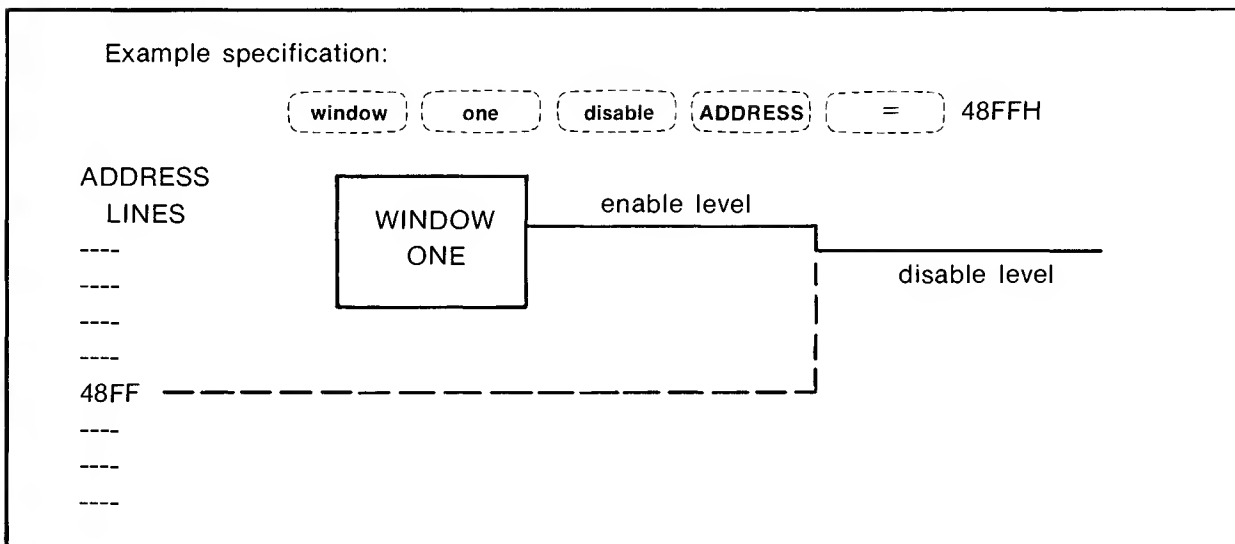 Example specification:
window one disable ADDRESS = 48FFH
ADDRESS
LINES
WINDOW
ONE
enable level
disable level
----
----
----
----
48FF
----
----
----